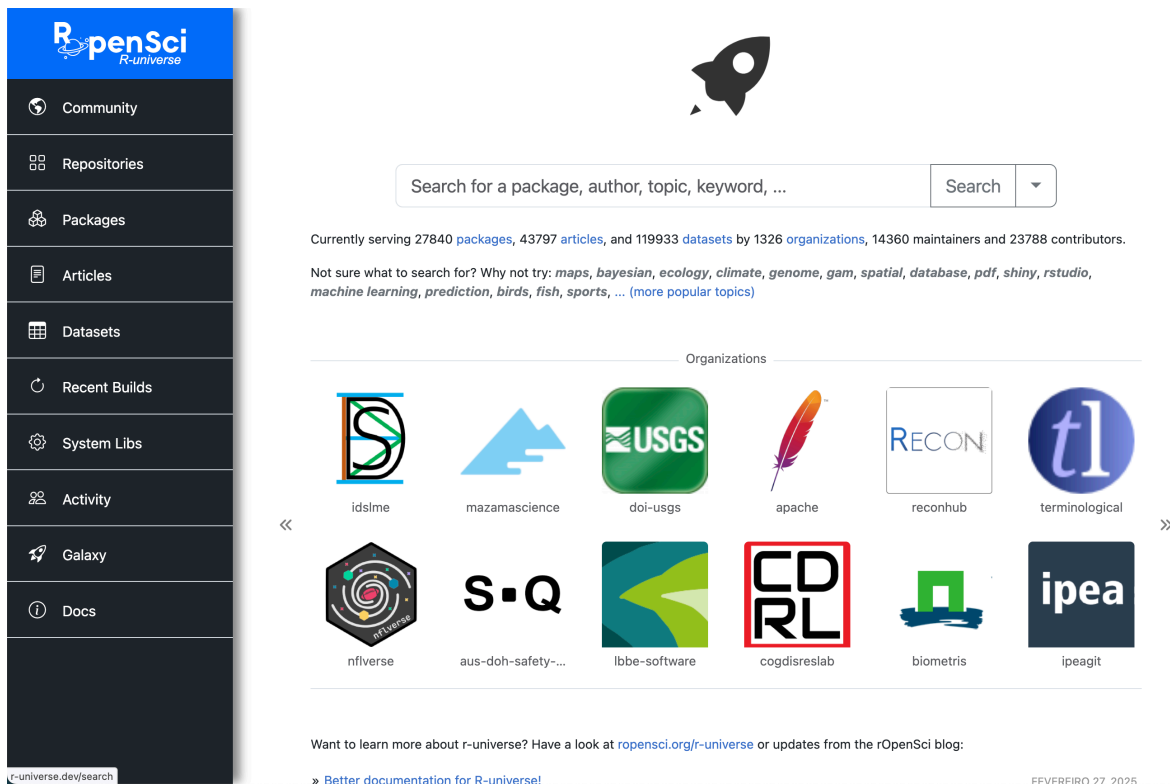 RopenSci
R-universe
Community
Repositories
Packages
Articles
Datasets
Recent Builds
System Libs
Activity
Galaxy
Docs
r-universe.dev/search
Search for a package, author, topic, keyword, ...
Search
Currently serving 27840 packages, 43797 articles, and 119933 datasets by 1326 organizations, 14360 maintainers and 23788 contributors.
Not sure what to search for? Why not try: maps, bayesian, ecology, climate, genome, gam, spatial, database, pdf, shiny, rstudio,
machine learning, prediction, birds, fish, sports, ... (more popular topics)
Organizations
DS
USGS
RECON
tl
idslme
mazamascience
doi-usgs
apache
reconhub
terminological
«
»
nflverse
S▪Q
CD
RL
ipea
nflverse
aus-doh-safety-...
lbbe-software
cogdisreslab
biometris
ipeagit
Want to learn more about r-universe? Have a look at ropensci.org/r-universe or updates from the rOpenSci blog:
» Better documentation for R-universe!
FEVEREIRO 27, 2025